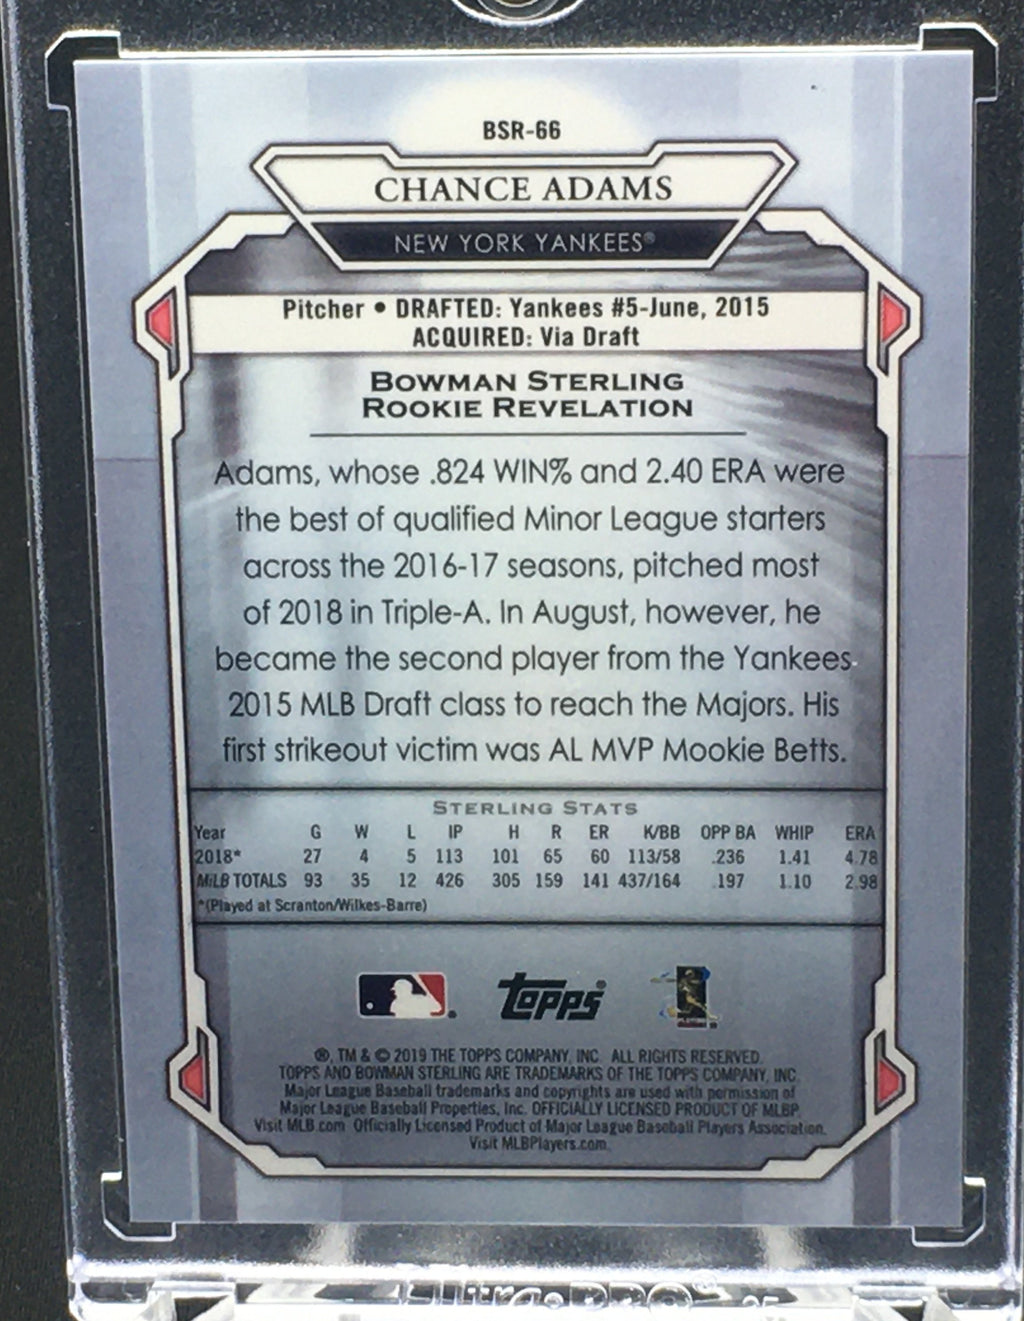 BSR-66
CHANCE ADAMS
NEW YORK YANKEES®
Pitcher • DRAFTED: Yankees #5-June, 2015
ACQUIRED: Via Draft
BOWMAN STERLING
ROOKIE REVELATION
Adams, whose .824 WIN% and 2.40 ERA were
the best of qualified Minor League starters
across the 2016-17 seasons, pitched most
of 2018 in Triple-A. In August, however, he
became the second player from the Yankees
2015 MLB Draft class to reach the Majors. His
first strikeout victim was AL MVP Mookie Betts.
STERLING STATS
Year G W L IP H R ER K/BB OPP BA WHIP ERA
2018* 27 4 5 113 101 65 60 113/58 .236 1.41 4.78
MiLB TOTALS 93 35 12 426 305 159 141 437/164 .197 1.10 2.98
*(Played at Scranton/Wilkes-Barre)
Topps®
®, TM & © 2019 THE TOPPS COMPANY, INC. ALL RIGHTS RESERVED.
TOPPS AND BOWMAN STERLING ARE TRADEMARKS OF THE TOPPS COMPANY, INC.
Major League Baseball trademarks and copyrights are used with permission of
Major League Baseball Properties, Inc. OFFICIALLY LICENSED PRODUCT OF MLBP.
Visit MLB.com Officially Licensed Product of Major League Baseball Players Association.
Visit MLBPlayers.com.
Ultra PRO®